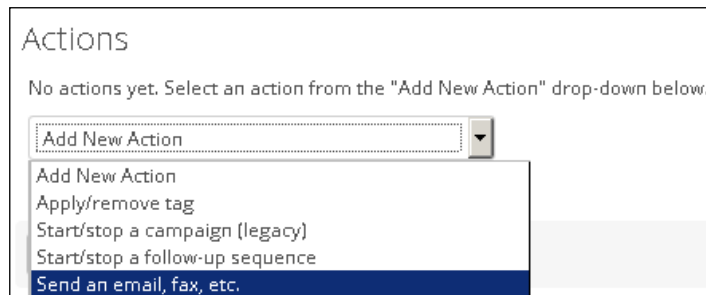 Actions
No actions yet. Select an action from the "Add New Action" drop-down below.
Add New Action
Add New Action
Apply/remove tag
Start/stop a campaign (legacy)
Start/stop a follow-up sequence
Send an email, fax, etc.